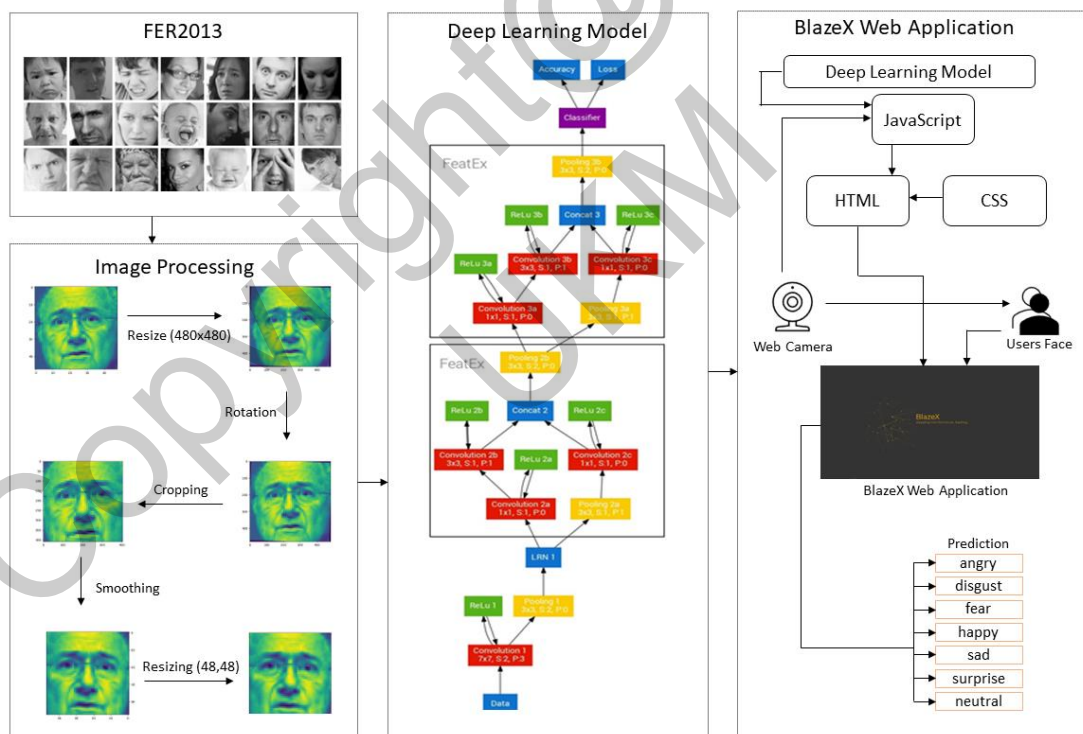 FER2013
Image Processing
Resize (480x480)
Rotation
Cropping
Smoothing
Resizing (48,48)
Deep Learning Model
Accuracy
Loss
Classifier
FeatEx
Pooling 3b
3x3, S:2, P:0
ReLu 3b
Concat 3
ReLu 3c
ReLu 3a
Convolution 3b
3x3, S:1, P:1
Convolution 3c
1x1, S:1, P:0
Convolution 3a
1x1, S:1, P:0
Pooling 3a
3x3, S:1, P:1
FeatEx
Pooling 2b
3x3, S:2, P:0
ReLu 2b
Concat 2
ReLu 2c
Convolution 2b
3x3, S:1, P:1
ReLu 2a
Convolution 2c
1x1, S:1, P:0
Convolution 2a
1x1, S:1, P:0
Pooling 2a
3x3, S:1, P:1
LRN 1
ReLu 1
Pooling 1
3x3, S:2, P:0
Convolution 1
7x7, S:2, P:3
Data
BlazeX Web Application
Deep Learning Model
JavaScript
HTML
CSS
Web Camera
Users Face
BlazeX
BlazeX Web Application
Prediction
angry
disgust
fear
happy
sad
surprise
neutral
Copyright@
UKM